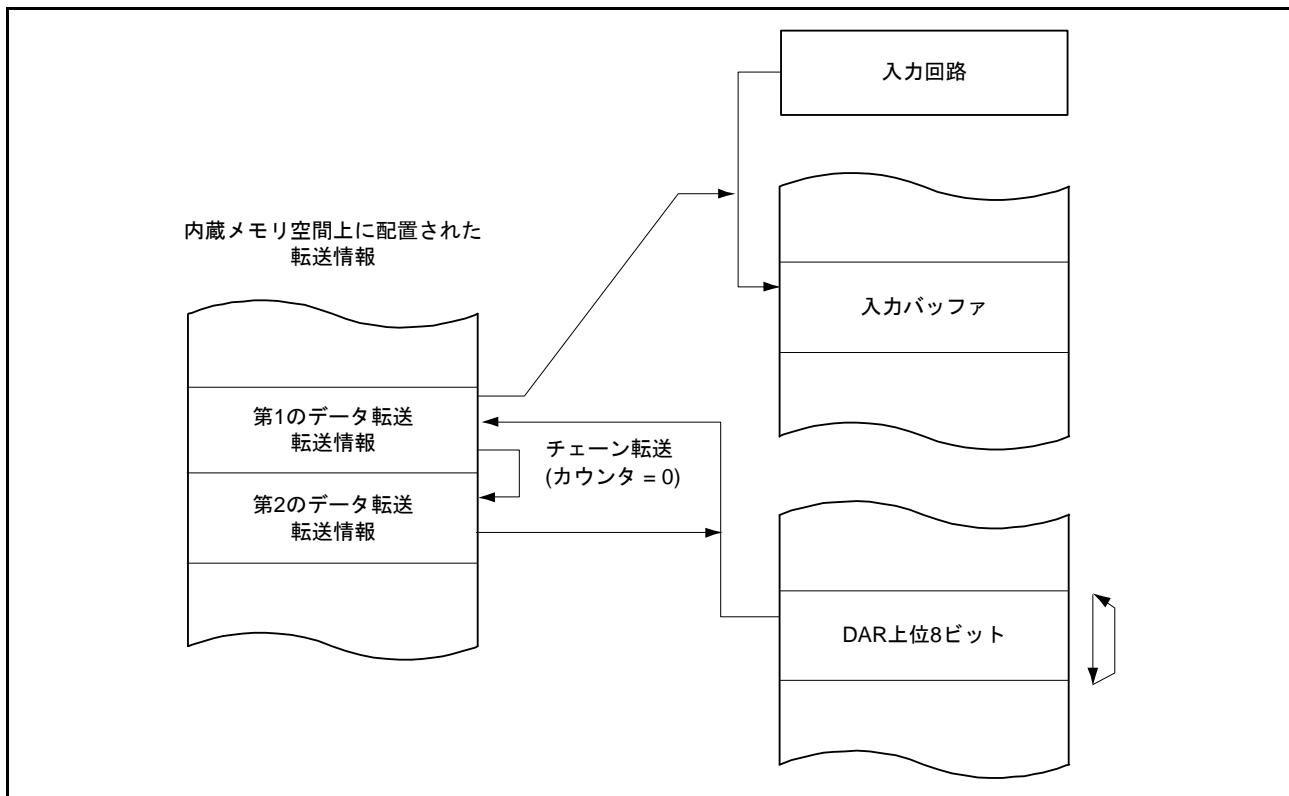 入力回路
内蔵メモリ空間上に配置された
転送情報
入力バッファ
第1のデータ転送
転送情報
チェーン転送
(カウンタ = 0)
第2のデータ転送
転送情報
DAR上位8ビット